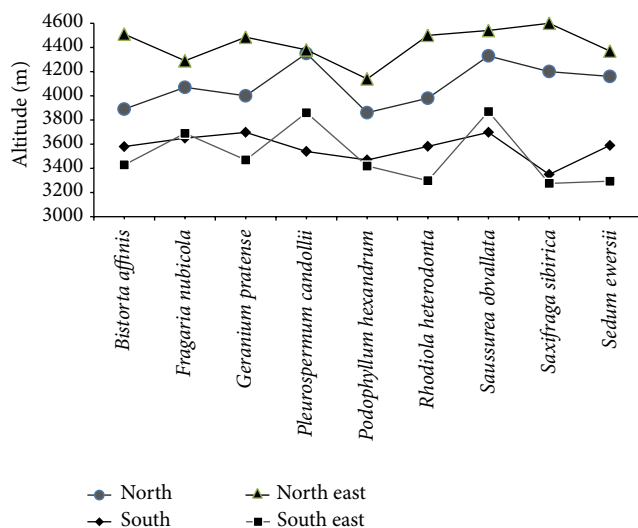 Altitude (m)
4600
4400
4200
4000
3800
3600
3400
3200
3000
Bistorta affinis
Fragaria nubicola
Geranium pratense
Pleurospermum candollii
Podophyllum hexandrum
Rhodiola heterodonta
Saussurea obvallata
Saxifraga sibirica
Sedum ewersii
North
North east
South
South east